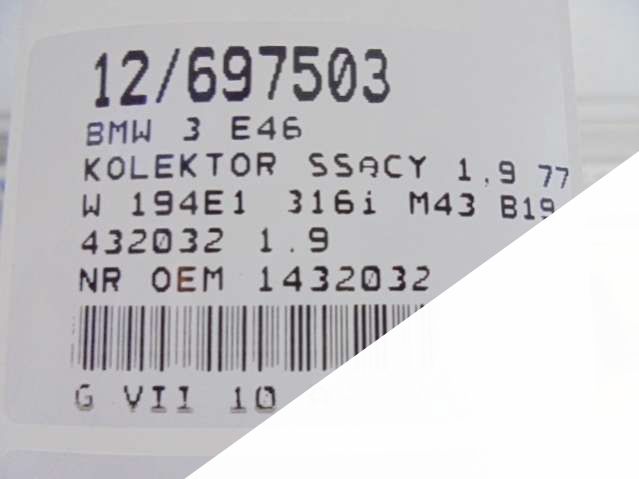 12/697503
BMW 3 E46
KOLEKTOR SSĄCY 1,9 77
W 194E1 316i M43 B19
432032 1.9
NR OEM 1432032
G VII 10